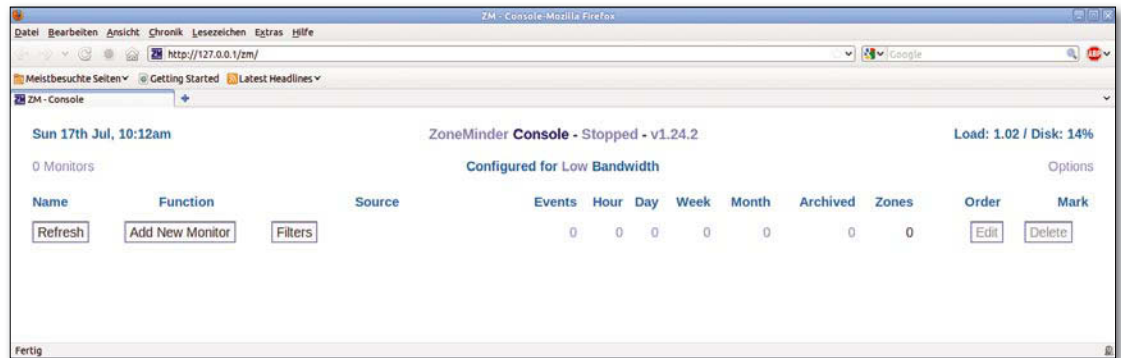 ZM - Console-Mozilla Firefox
Datei Bearbeiten Ansicht Chronik Lesezeichen Extras Hilfe
ZM http://127.0.0.1/zm/ Google ABP
Meistbesuchte Seiten Getting Started Latest Headlines
ZM ZM - Console
Sun 17th Jul, 10:12am ZoneMinder Console - Stopped - v1.24.2 Load: 1.02 / Disk: 14%
0 Monitors Configured for Low Bandwidth Options
Name Function Source Events Hour Day Week Month Archived Zones Order Mark
Refresh Add New Monitor Filters 0 0 0 0 0 0 0 Edit Delete
Fertig